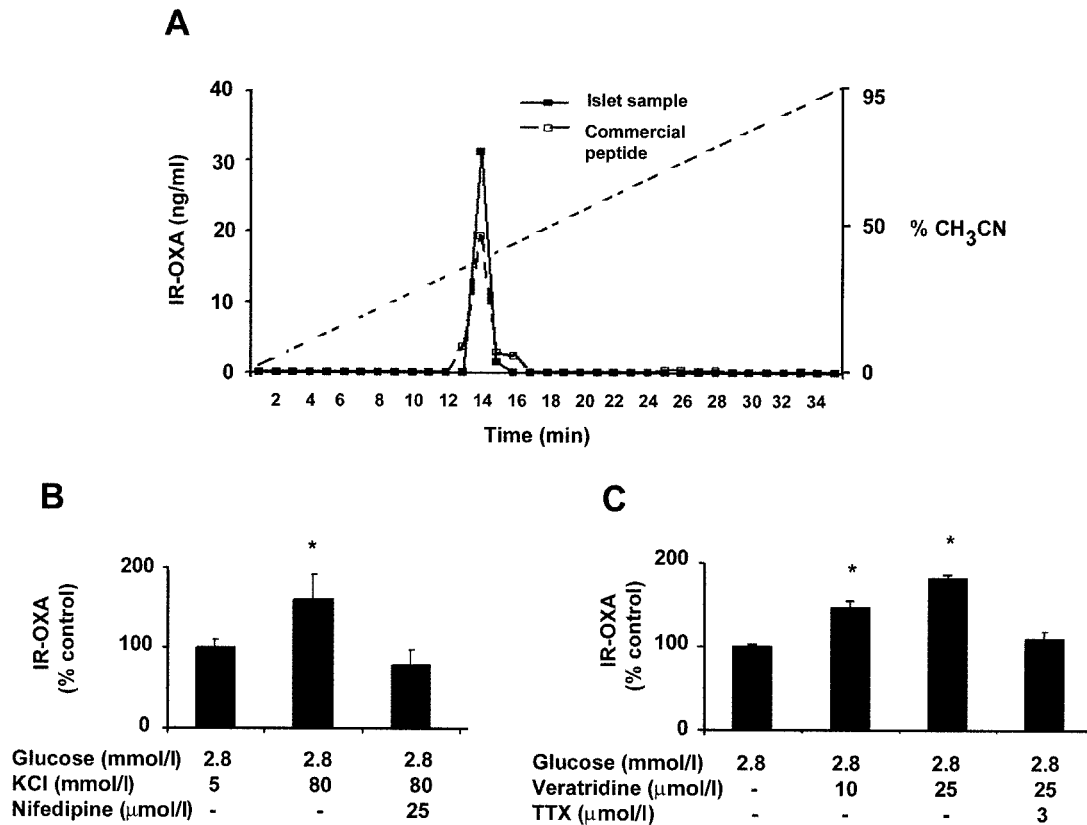 A
40
30
20
10
0
IR-OXA (ng/ml)
Islet sample
Commercial
peptide
95
50
0
% CH3CN
2 4 6 8 10 12 14 16 18 20 22 24 26 28 30 32 34
Time (min)
B
200
100
0
IR-OXA
(% control)
*
Glucose (mmol/l) 2.8 2.8 2.8
KCl (mmol/l) 5 80 80
Nifedipine (μmol/l) - - 25
C
200
100
0
IR-OXA
(% control)
* *
Glucose (mmol/l) 2.8 2.8 2.8 2.8
Veratridine (μmol/l) - 10 25 25
TTX (μmol/l) - - - 3